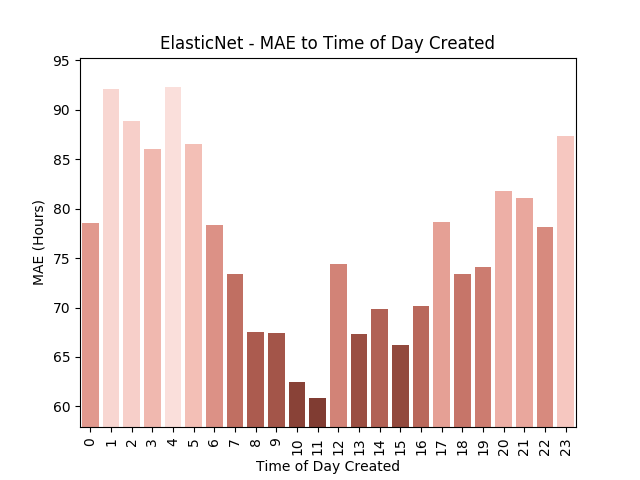 ElasticNet - MAE to Time of Day Created
95
90
85
80
75
70
65
60
MAE (Hours)
0 1 2 3 4 5 6 7 8 9 10 11 12 13 14 15 16 17 18 19 20 21 22 23
Time of Day Created